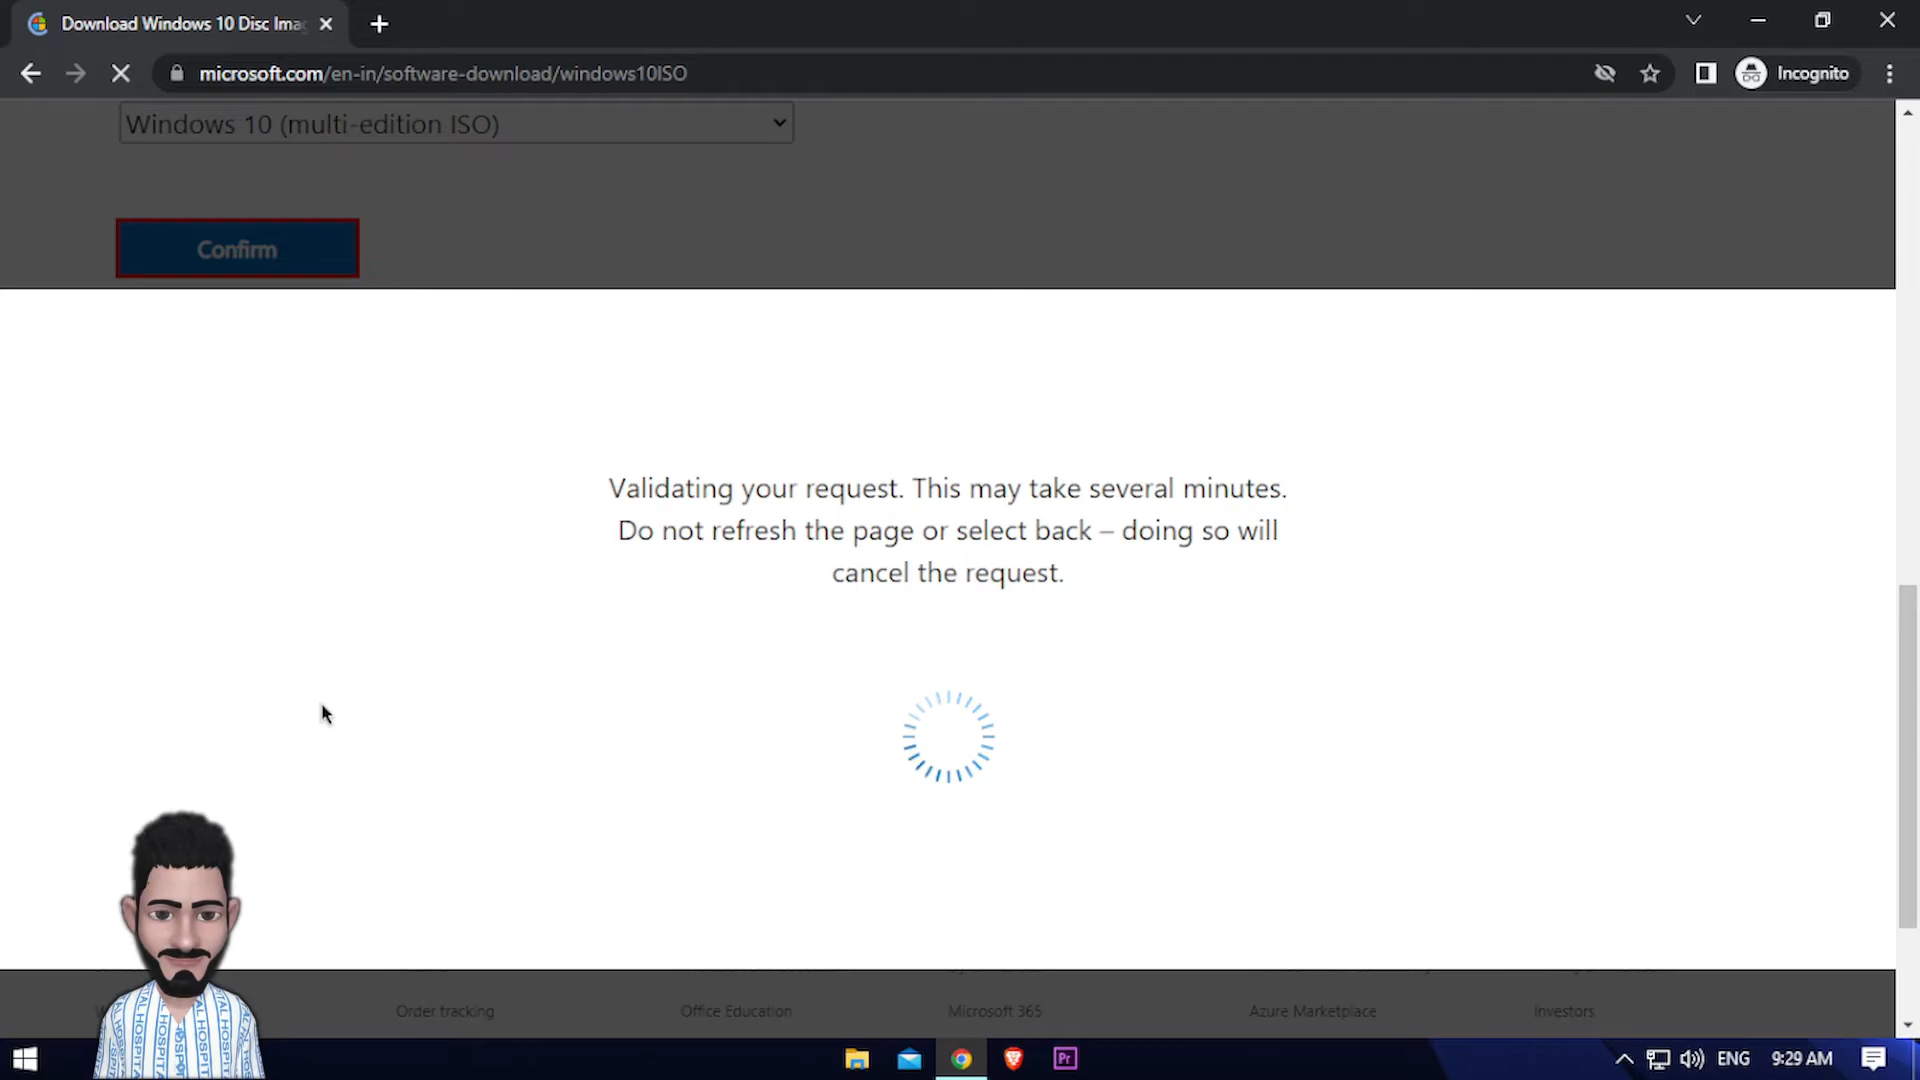 Download Windows 10 Disc Ima
microsoft.com/en-in/software-download/windows10ISO
Incognito
Windows 10 (multi-edition ISO)
Confirm
Validating your request. This may take several minutes.
Do not refresh the page or select back – doing so will
cancel the request.
Order tracking
Office Education
Microsoft 365
Azure Marketplace
Investors
HOSPITAL
Pr
ENG
9:29 AM